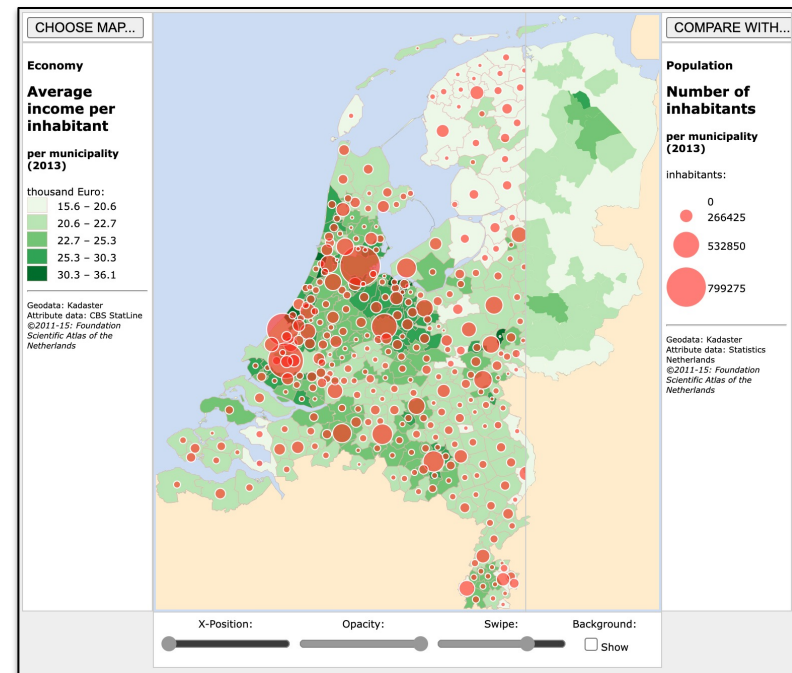 CHOOSE MAP...
Economy
Average
income per
inhabitant
per municipality
(2013)
thousand Euro:
15.6 – 20.6
20.6 – 22.7
22.7 – 25.3
25.3 – 30.3
30.3 – 36.1
Geodata: Kadaster
Attribute data: CBS StatLine
©2011-15: Foundation
Scientific Atlas of the
Netherlands
COMPARE WITH...
Population
Number of
inhabitants
per municipality
(2013)
inhabitants:
0
266425
532850
799275
Geodata: Kadaster
Attribute data: Statistics
Netherlands
©2011-15: Foundation
Scientific Atlas of the
Netherlands
X-Position:
Opacity:
Swipe:
Background:
Show